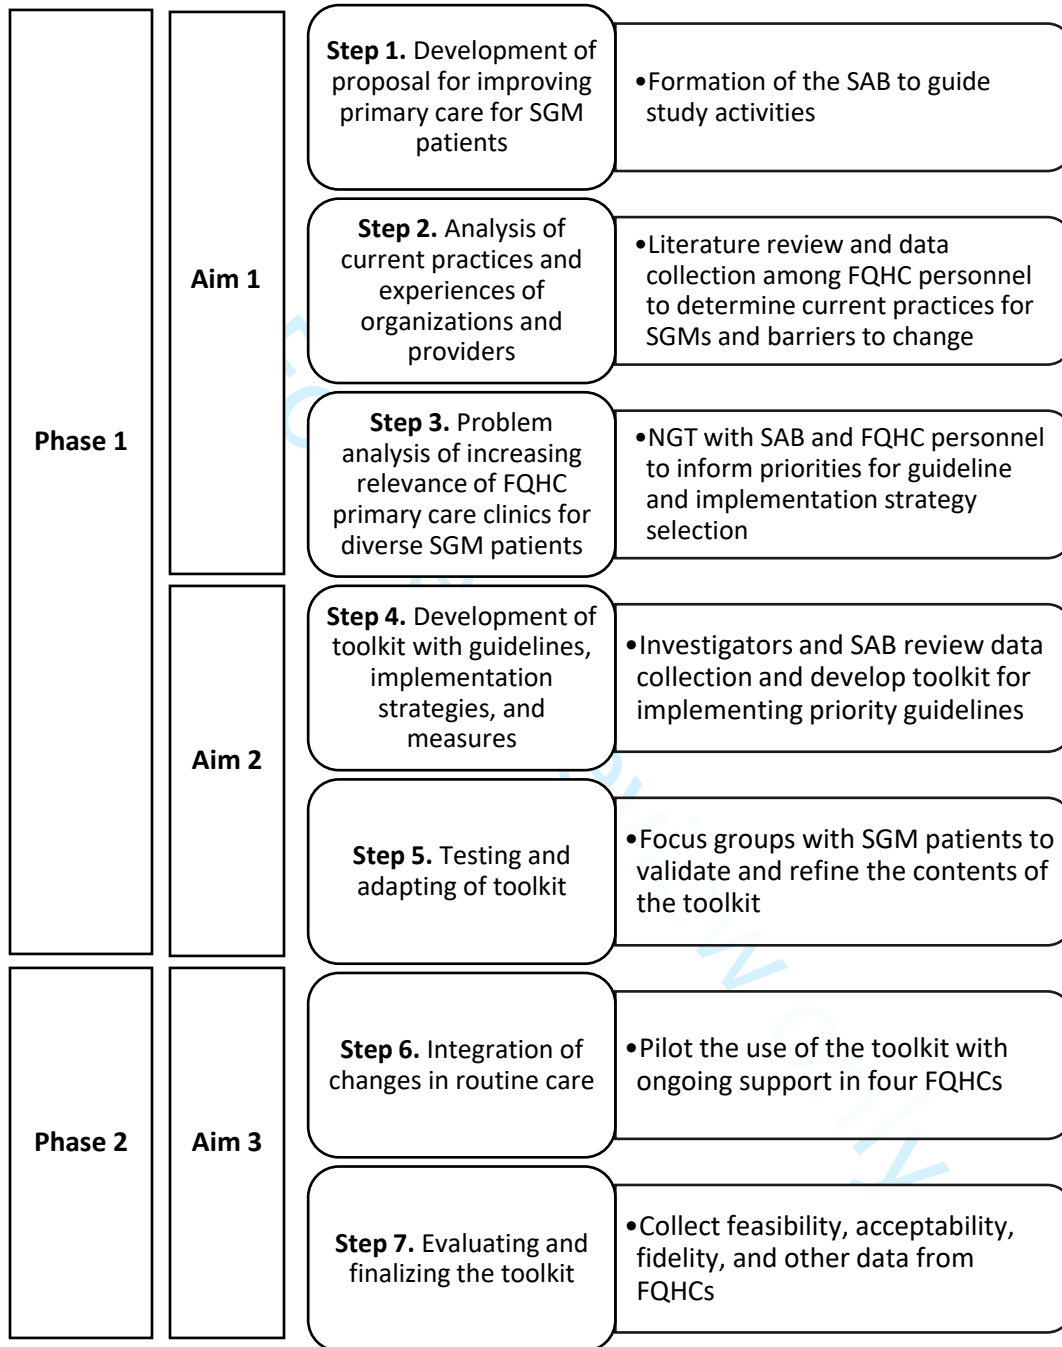 Phase 1
Aim 1
Step 1. Development of
proposal for improving
primary care for SGM
patients
•Formation of the SAB to guide
study activities
Step 2. Analysis of
current practices and
experiences of
organizations and
providers
•Literature review and data
collection among FQHC personnel
to determine current practices for
SGMs and barriers to change
Step 3. Problem
analysis of increasing
relevance of FQHC
primary care clinics for
diverse SGM patients
•NGT with SAB and FQHC personnel
to inform priorities for guideline
and implementation strategy
selection
Aim 2
Step 4. Development of
toolkit with guidelines,
implementation
strategies, and
measures
•Investigators and SAB review data
collection and develop toolkit for
implementing priority guidelines
Step 5. Testing and
adapting of toolkit
•Focus groups with SGM patients to
validate and refine the contents of
the toolkit
Phase 2
Aim 3
Step 6. Integration of
changes in routine care
•Pilot the use of the toolkit with
ongoing support in four FQHCs
Step 7. Evaluating and
finalizing the toolkit
•Collect feasibility, acceptability,
fidelity, and other data from
FQHCs